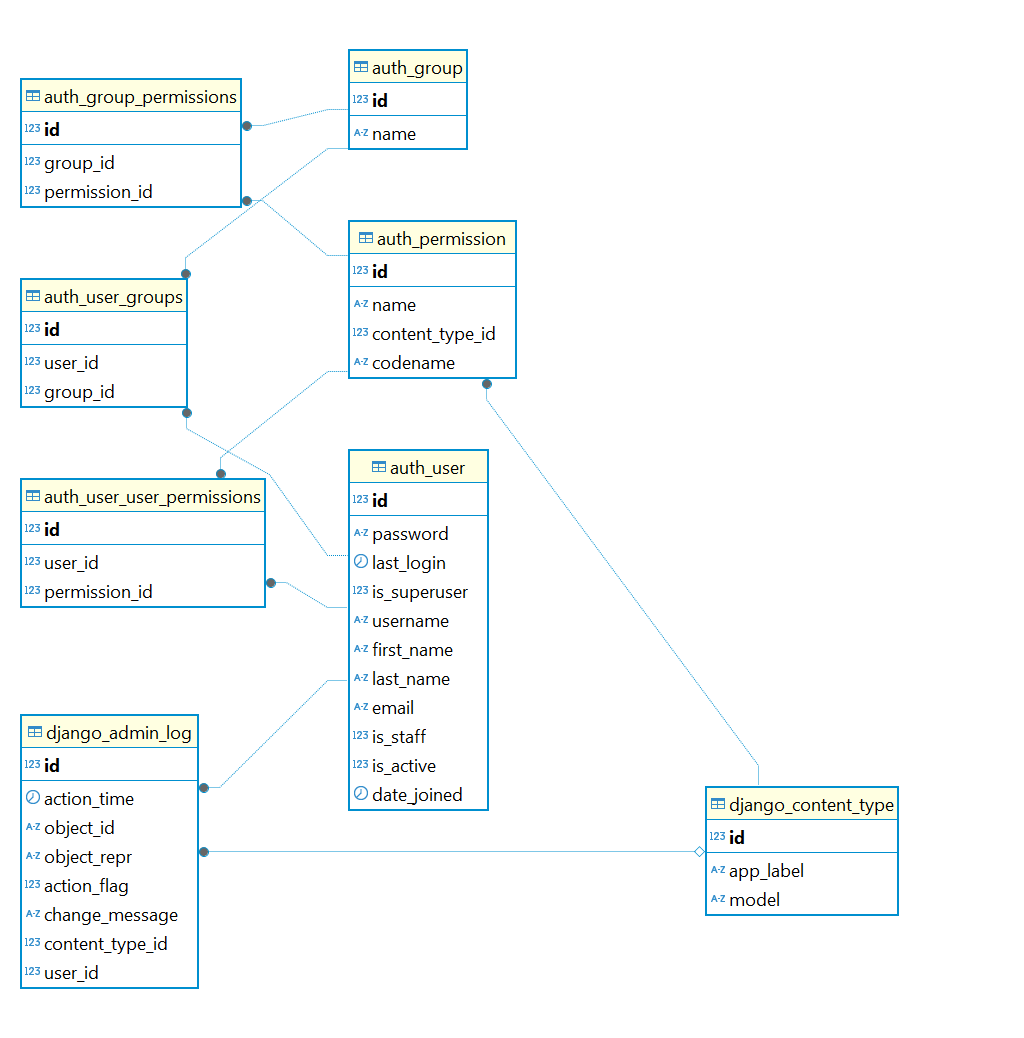 auth_group
123 id
A-Z name
auth_group_permissions
123 id
123 group_id
123 permission_id
auth_permission
123 id
A-Z name
123 content_type_id
A-Z codename
auth_user_groups
123 id
123 user_id
123 group_id
auth_user
123 id
A-Z password
last_login
123 is_superuser
A-Z username
A-Z first_name
A-Z last_name
A-Z email
123 is_staff
123 is_active
date_joined
auth_user_user_permissions
123 id
123 user_id
123 permission_id
django_admin_log
123 id
action_time
A-Z object_id
A-Z object_repr
123 action_flag
A-Z change_message
123 content_type_id
123 user_id
django_content_type
123 id
A-Z app_label
A-Z model